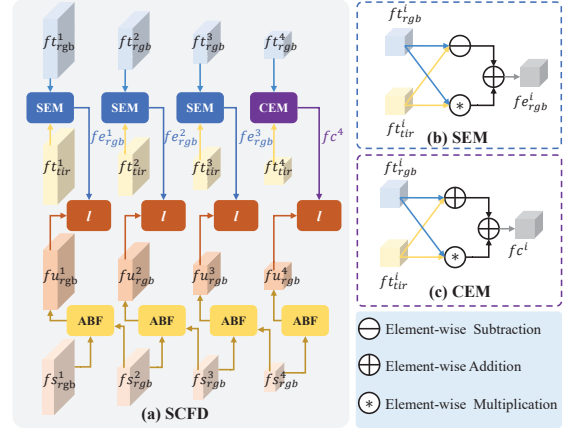 ft¹rgb ft²rgb ft³rgb ft⁴rgb
SEM SEM SEM CEM
fe¹rgb fe²rgb fe³rgb fc⁴
ft¹tir ft²tir ft³tir ft⁴tir
l l l l
fu¹rgb fu²rgb fu³rgb fu⁴rgb
ABF ABF ABF ABF
fs¹rgb fs²rgb fs³rgb fs⁴rgb
(a) SCFD
ftⁱrgb
feⁱrgb
ftⁱtir
(b) SEM
ftⁱrgb
fcⁱ
ftⁱtir
(c) CEM
Element-wise Subtraction
Element-wise Addition
Element-wise Multiplication